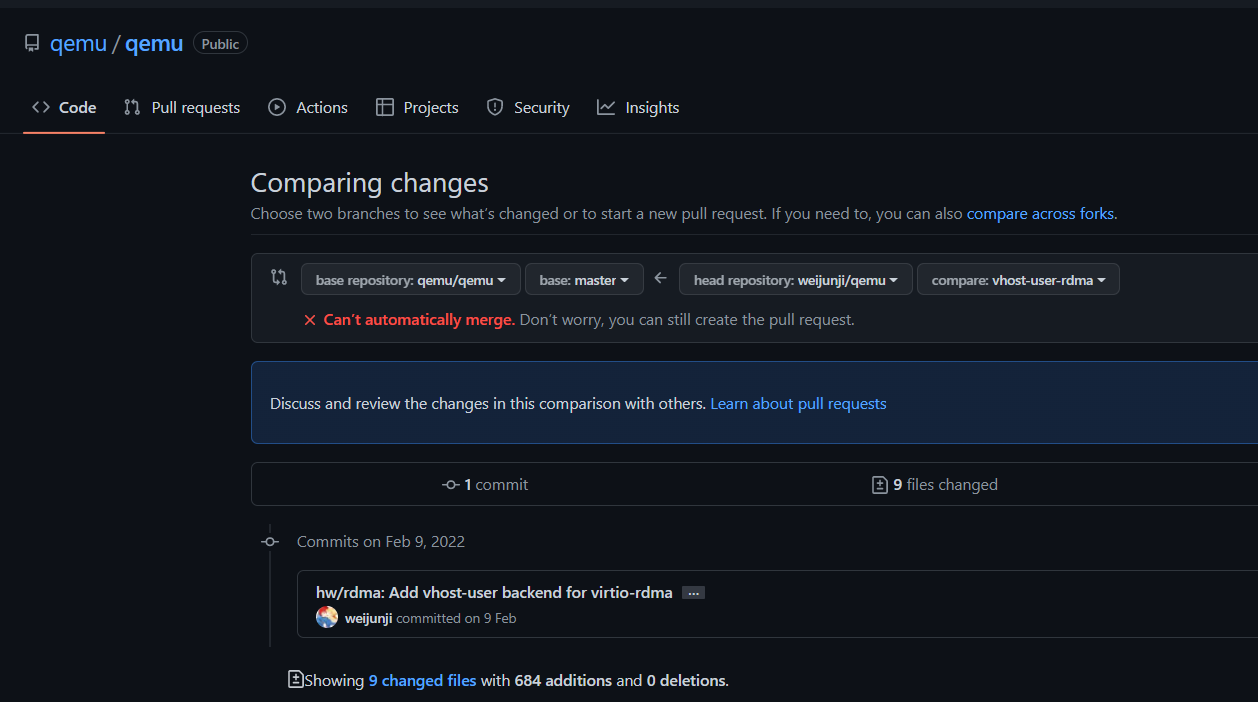 qemu / qemu Public
Code Pull requests Actions Projects Security Insights
Comparing changes
Choose two branches to see what's changed or to start a new pull request. If you need to, you can also compare across forks.
base repository: qemu/qemu base: master head repository: weijunji/qemu compare: vhost-user-rdma
Can't automatically merge. Don't worry, you can still create the pull request.
Discuss and review the changes in this comparison with others. Learn about pull requests
1 commit 9 files changed
Commits on Feb 9, 2022
hw/rdma: Add vhost-user backend for virtio-rdma ...
weijunji committed on 9 Feb
Showing 9 changed files with 684 additions and 0 deletions.